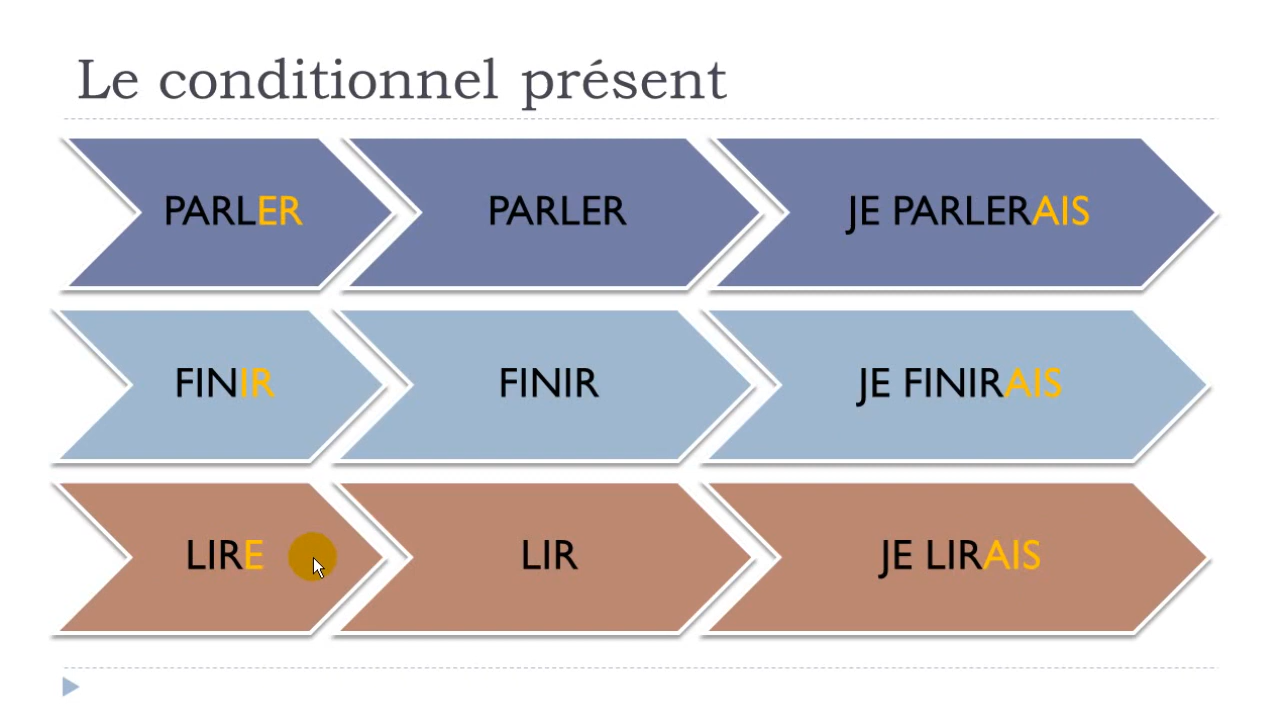 Le conditionnel présent
PARLER
PARLER
JE PARLERAIS
FINIR
FINIR
JE FINIRAIS
LIRE
LIR
JE LIRAIS